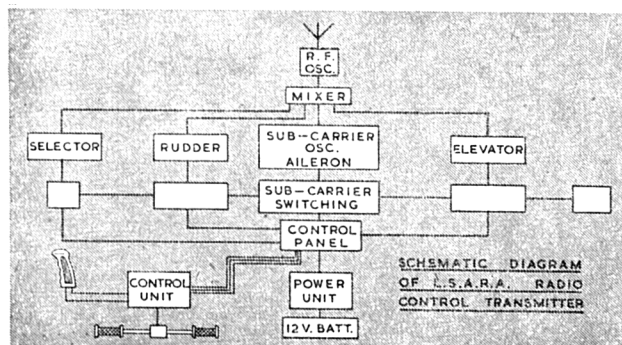 R.F.
OSC.
MIXER
SELECTOR
RUDDER
SUB-CARRIER
OSC.
AILERON
ELEVATOR
SUB-CARRIER
SWITCHING
CONTROL
PANEL
CONTROL
UNIT
POWER
UNIT
12V. BATT.
SCHEMATIC DIAGRAM
OF L.S.A.R.A. RADIO
CONTROL TRANSMITTER